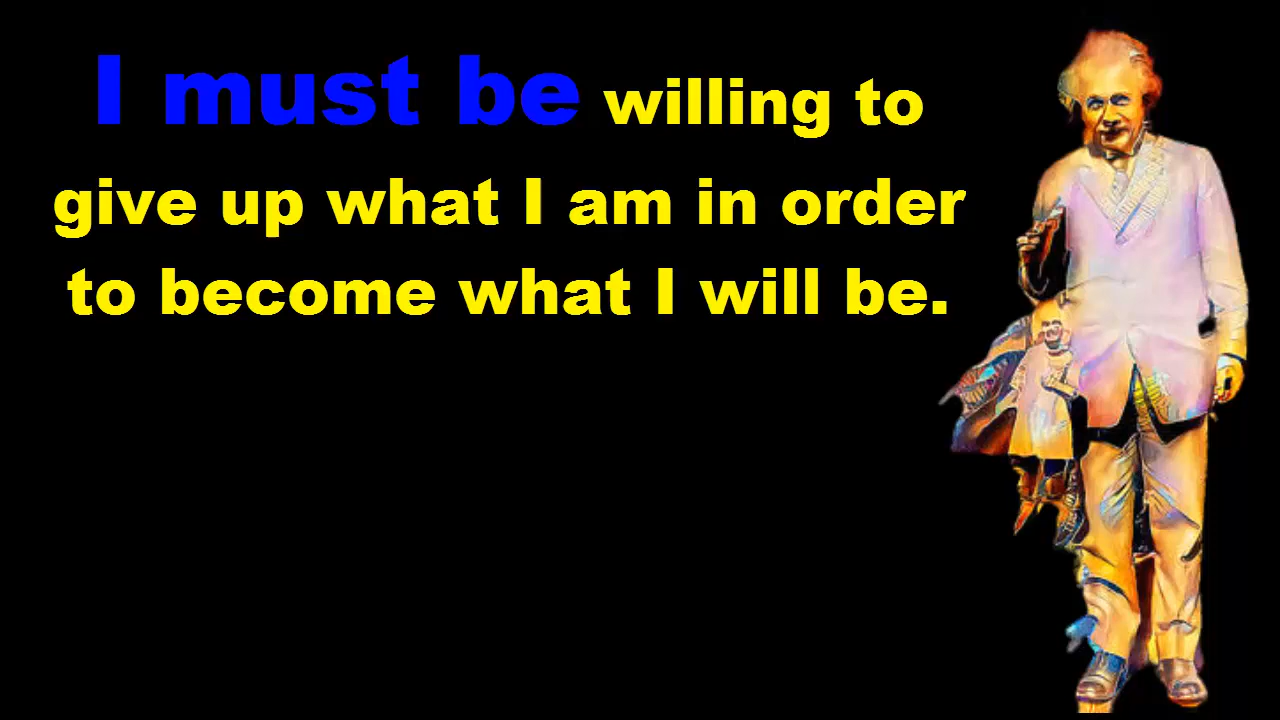 I must be willing to
give up what I am in order
to become what I will be.